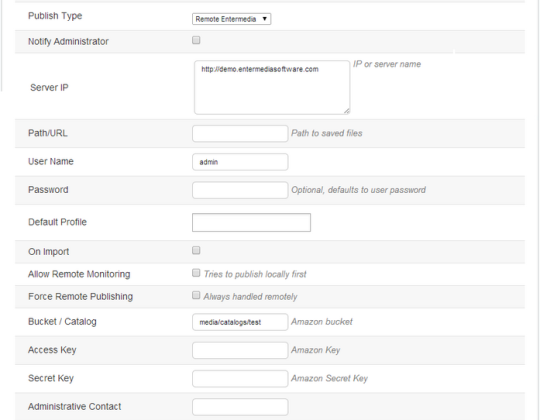 Publish Type Remote Entermedia
Notify Administrator
http://demo.entermediasoftware.com IP or server name
Server IP
Path/URL Path to saved files
User Name admin
Password Optional, defaults to user password
Default Profile
On Import
Allow Remote Monitoring Tries to publish locally first
Force Remote Publishing Always handled remotely
Bucket / Catalog media/catalogs/test Amazon bucket
Access Key Amazon Key
Secret Key Amazon Secret Key
Administrative Contact